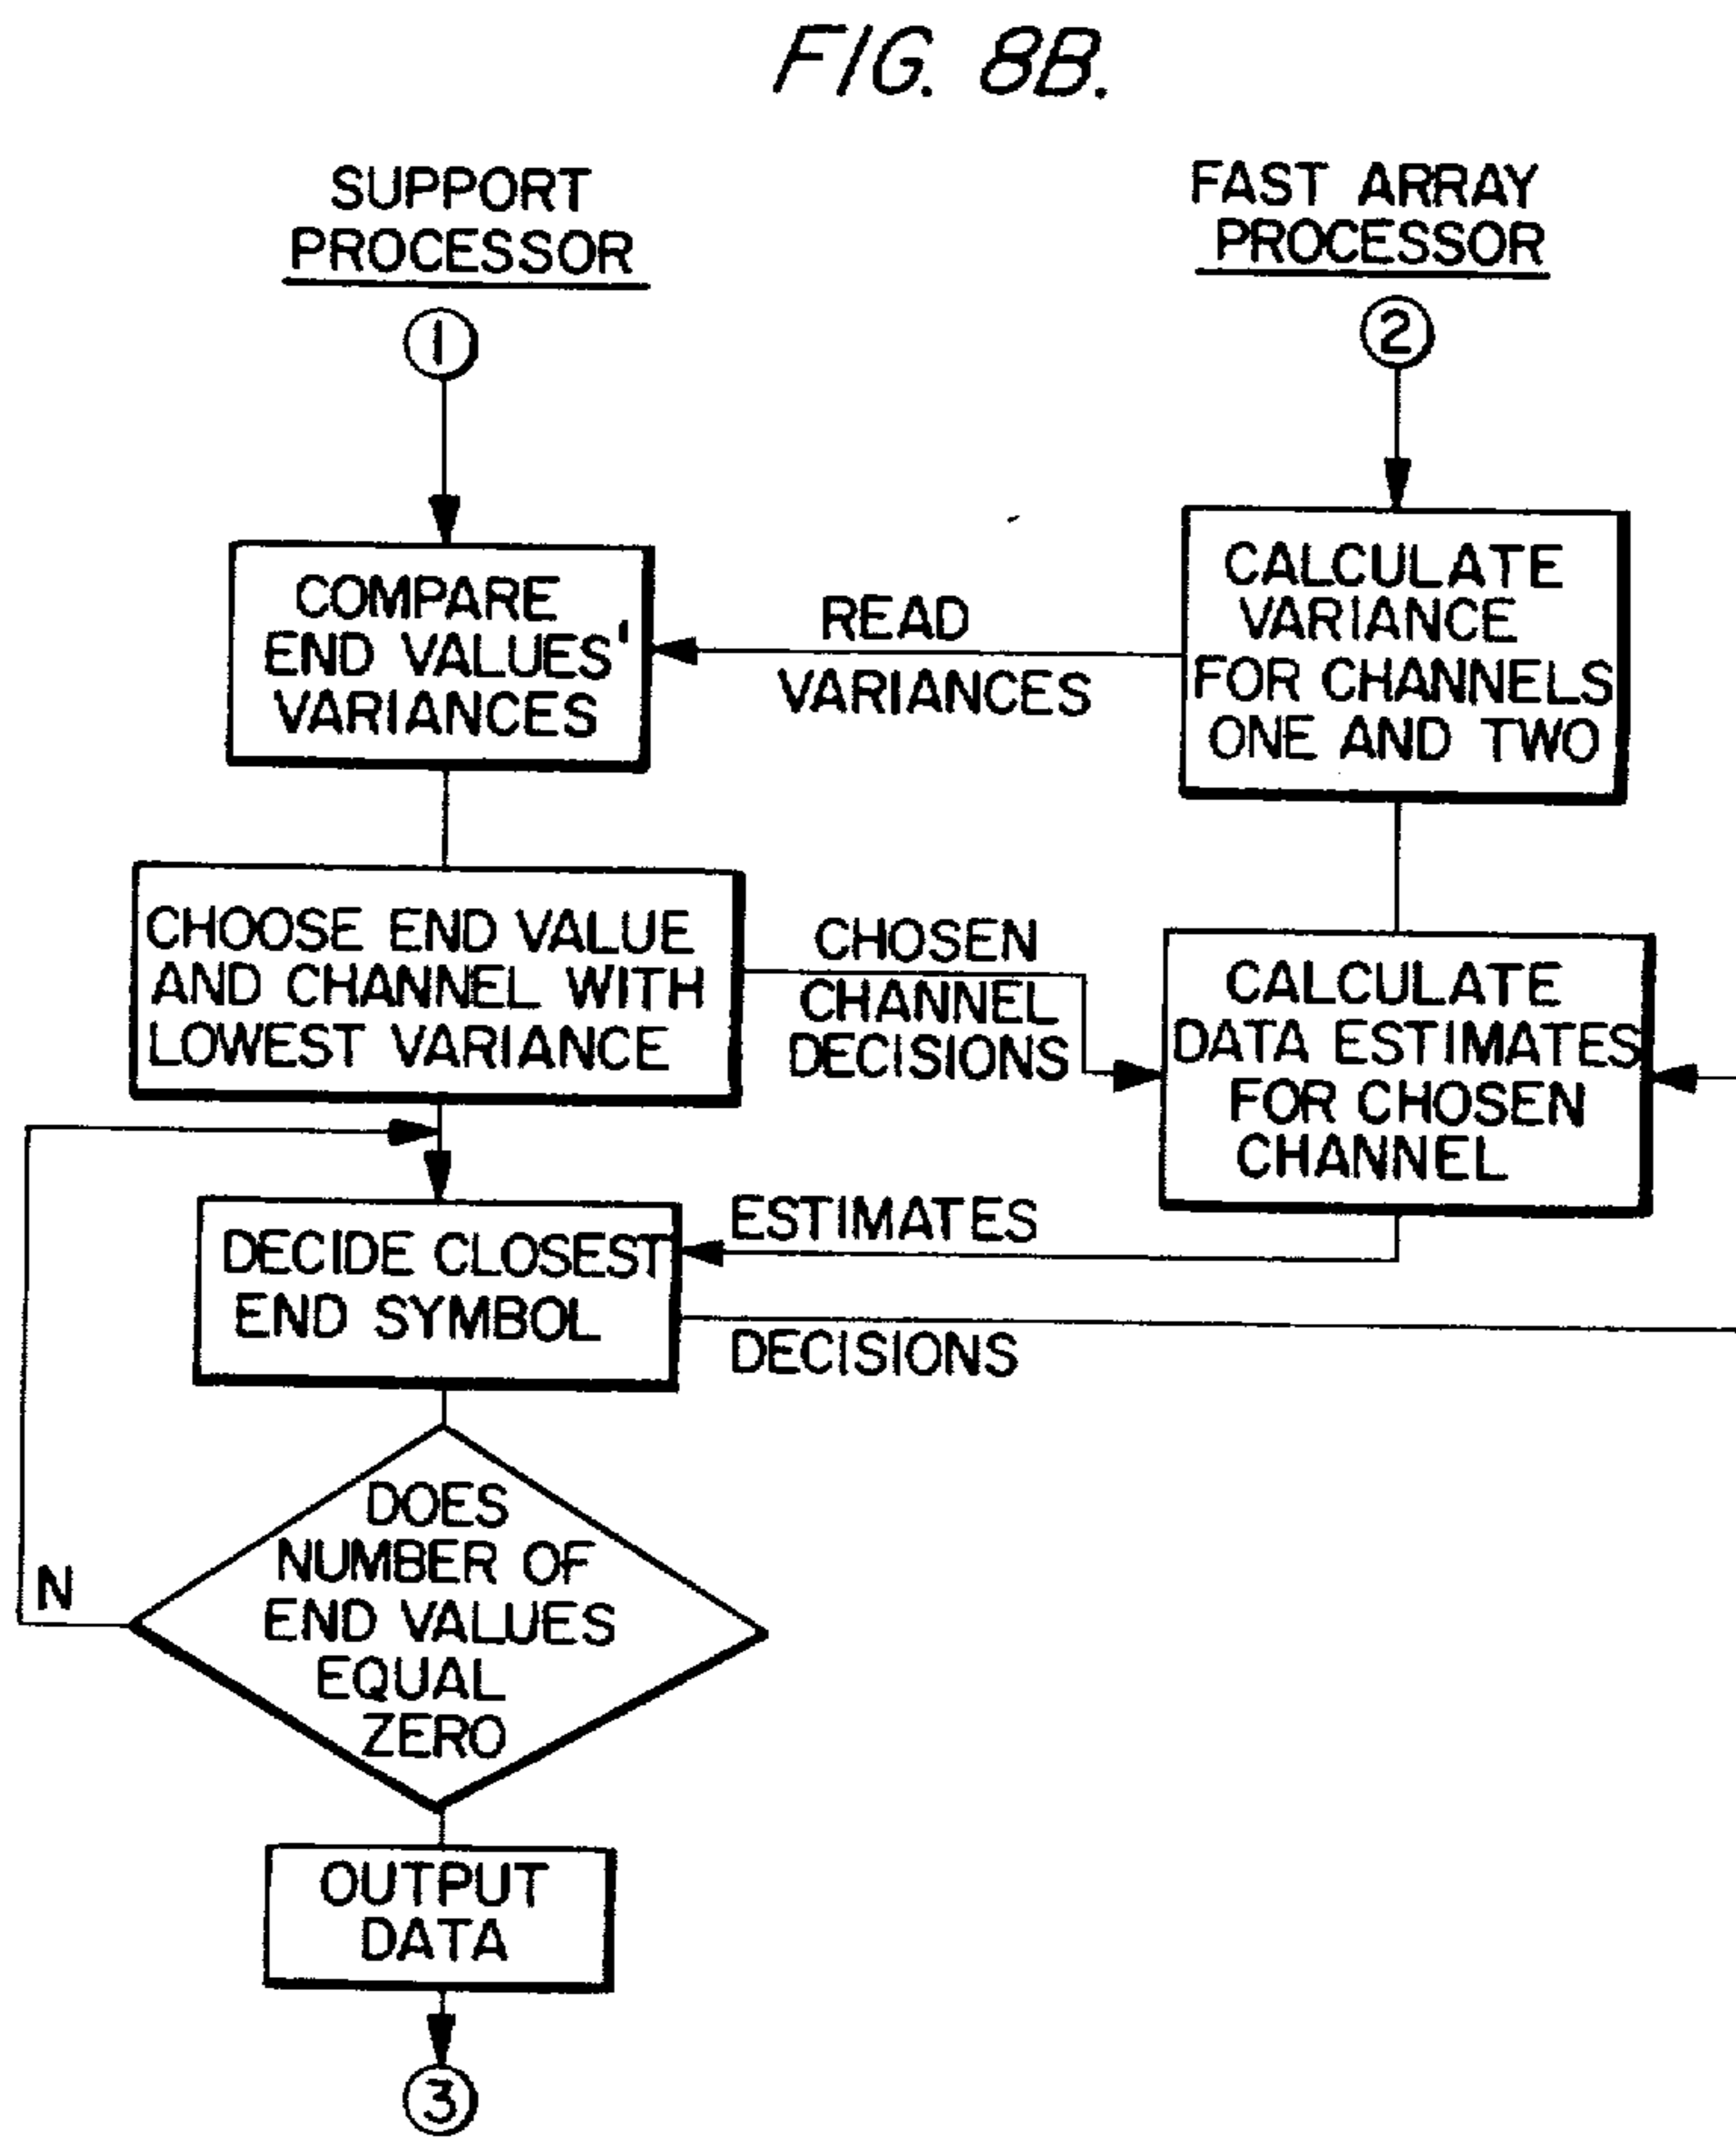 FIG. 8B.
SUPPORT
PROCESSOR
FAST ARRAY
PROCESSOR
1
2
COMPARE
END VALUES'
VARIANCES
READ
VARIANCES
CALCULATE
VARIANCE
FOR CHANNELS
ONE AND TWO
CHOOSE END VALUE
AND CHANNEL WITH
LOWEST VARIANCE
CHOSEN
CHANNEL
DECISIONS
CALCULATE
DATA ESTIMATES
FOR CHOSEN
CHANNEL
DECIDE CLOSEST
END SYMBOL
ESTIMATES
DECISIONS
DOES
NUMBER OF
END VALUES
EQUAL
ZERO
N
OUTPUT
DATA
3